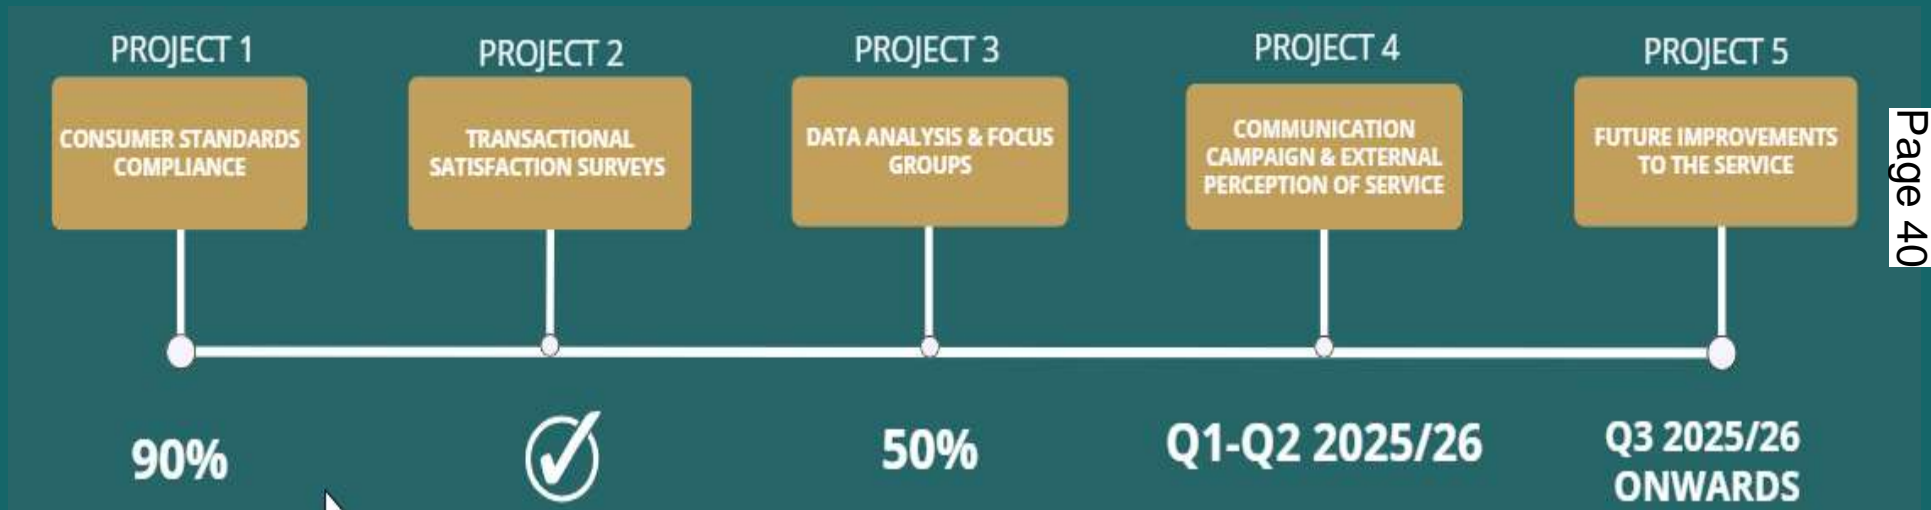 PROJECT 1
CONSUMER STANDARDS
COMPLIANCE
90%
PROJECT 2
TRANSACTIONAL
SATISFACTION SURVEYS
PROJECT 3
DATA ANALYSIS & FOCUS
GROUPS
50%
PROJECT 4
COMMUNICATION
CAMPAIGN & EXTERNAL
PERCEPTION OF SERVICE
Q1-Q2 2025/26
PROJECT 5
FUTURE IMPROVEMENTS
TO THE SERVICE
Q3 2025/26
ONWARDS
Page 40